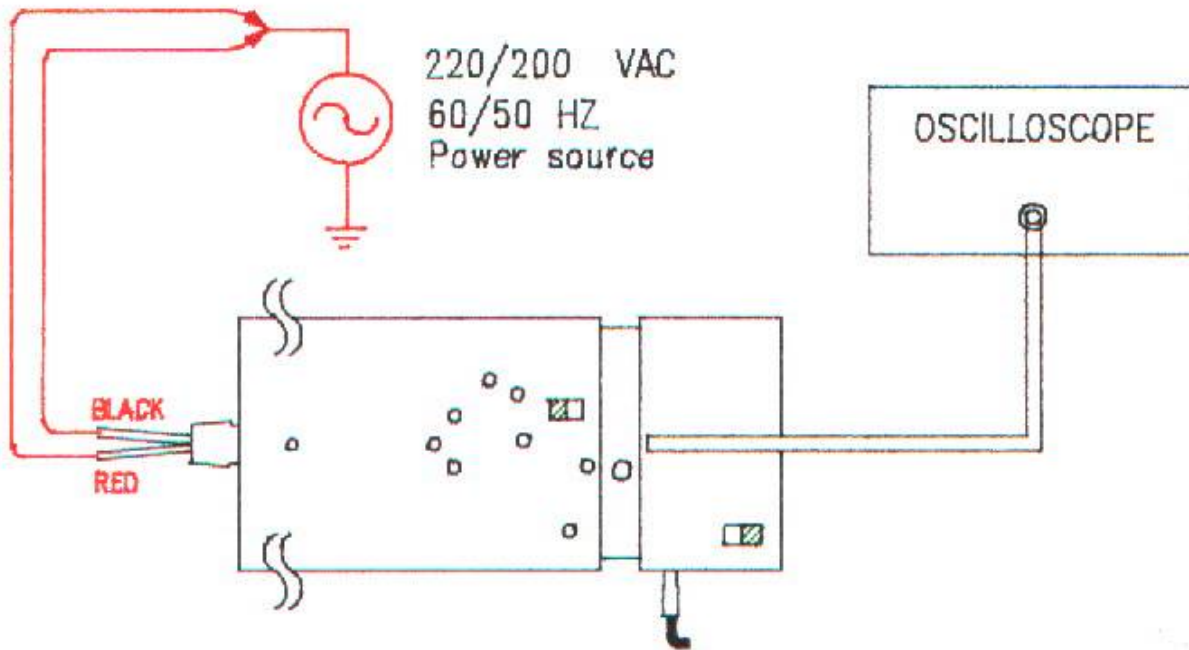 220/200 VAC
60/50 HZ
Power source
OSCILLOSCOPE
BLACK
RED